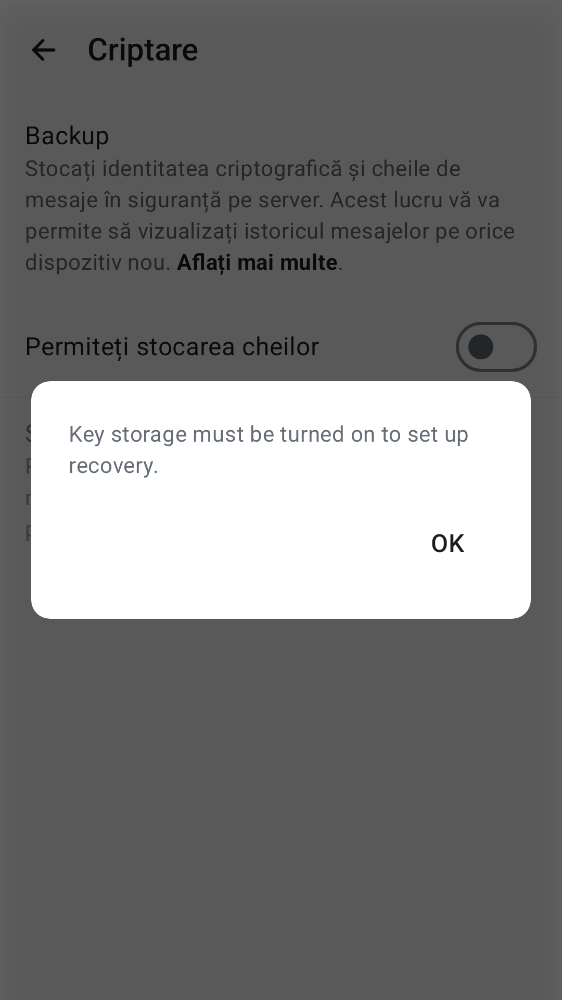 Criptare
Backup
Stocați identitatea criptografică și cheile de
mesaje în siguranță pe server. Acest lucru vă va
permite să vizualizați istoricul mesajelor pe orice
dispozitiv nou. Aflați mai multe.
Permiteți stocarea cheilor
Key storage must be turned on to set up
recovery.
OK